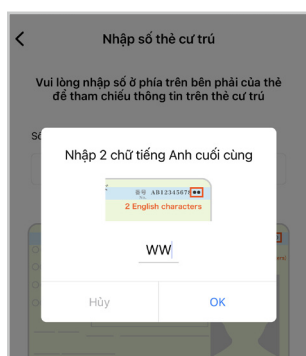 Nhập số thẻ cư trú
Vui lòng nhập số ở phía trên bên phải của thẻ
để tham chiếu thông tin trên thẻ cư trú
Nhập 2 chữ tiếng Anh cuối cùng
番号 AB12345678
2 English characters
WW
Hủy
OK